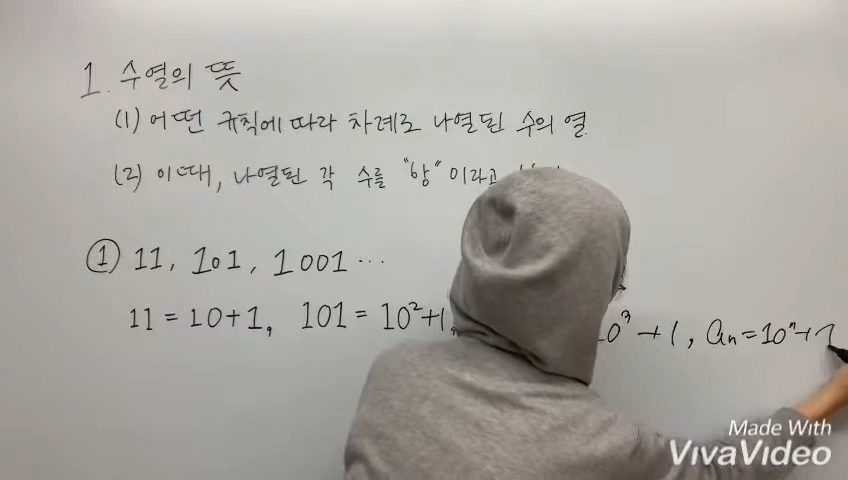 1. 수열의 뜻
(1) 어떤 규칙에 따라 차례로 나열된 수의 열
(2) 이때, 나열된 각 수를 "항"이라고
① 11, 101, 1001 ⋯
11 = 10+1, 101 = 10²+1, 0³+1, aₙ=10ⁿ+1
Made With
VivaVideo